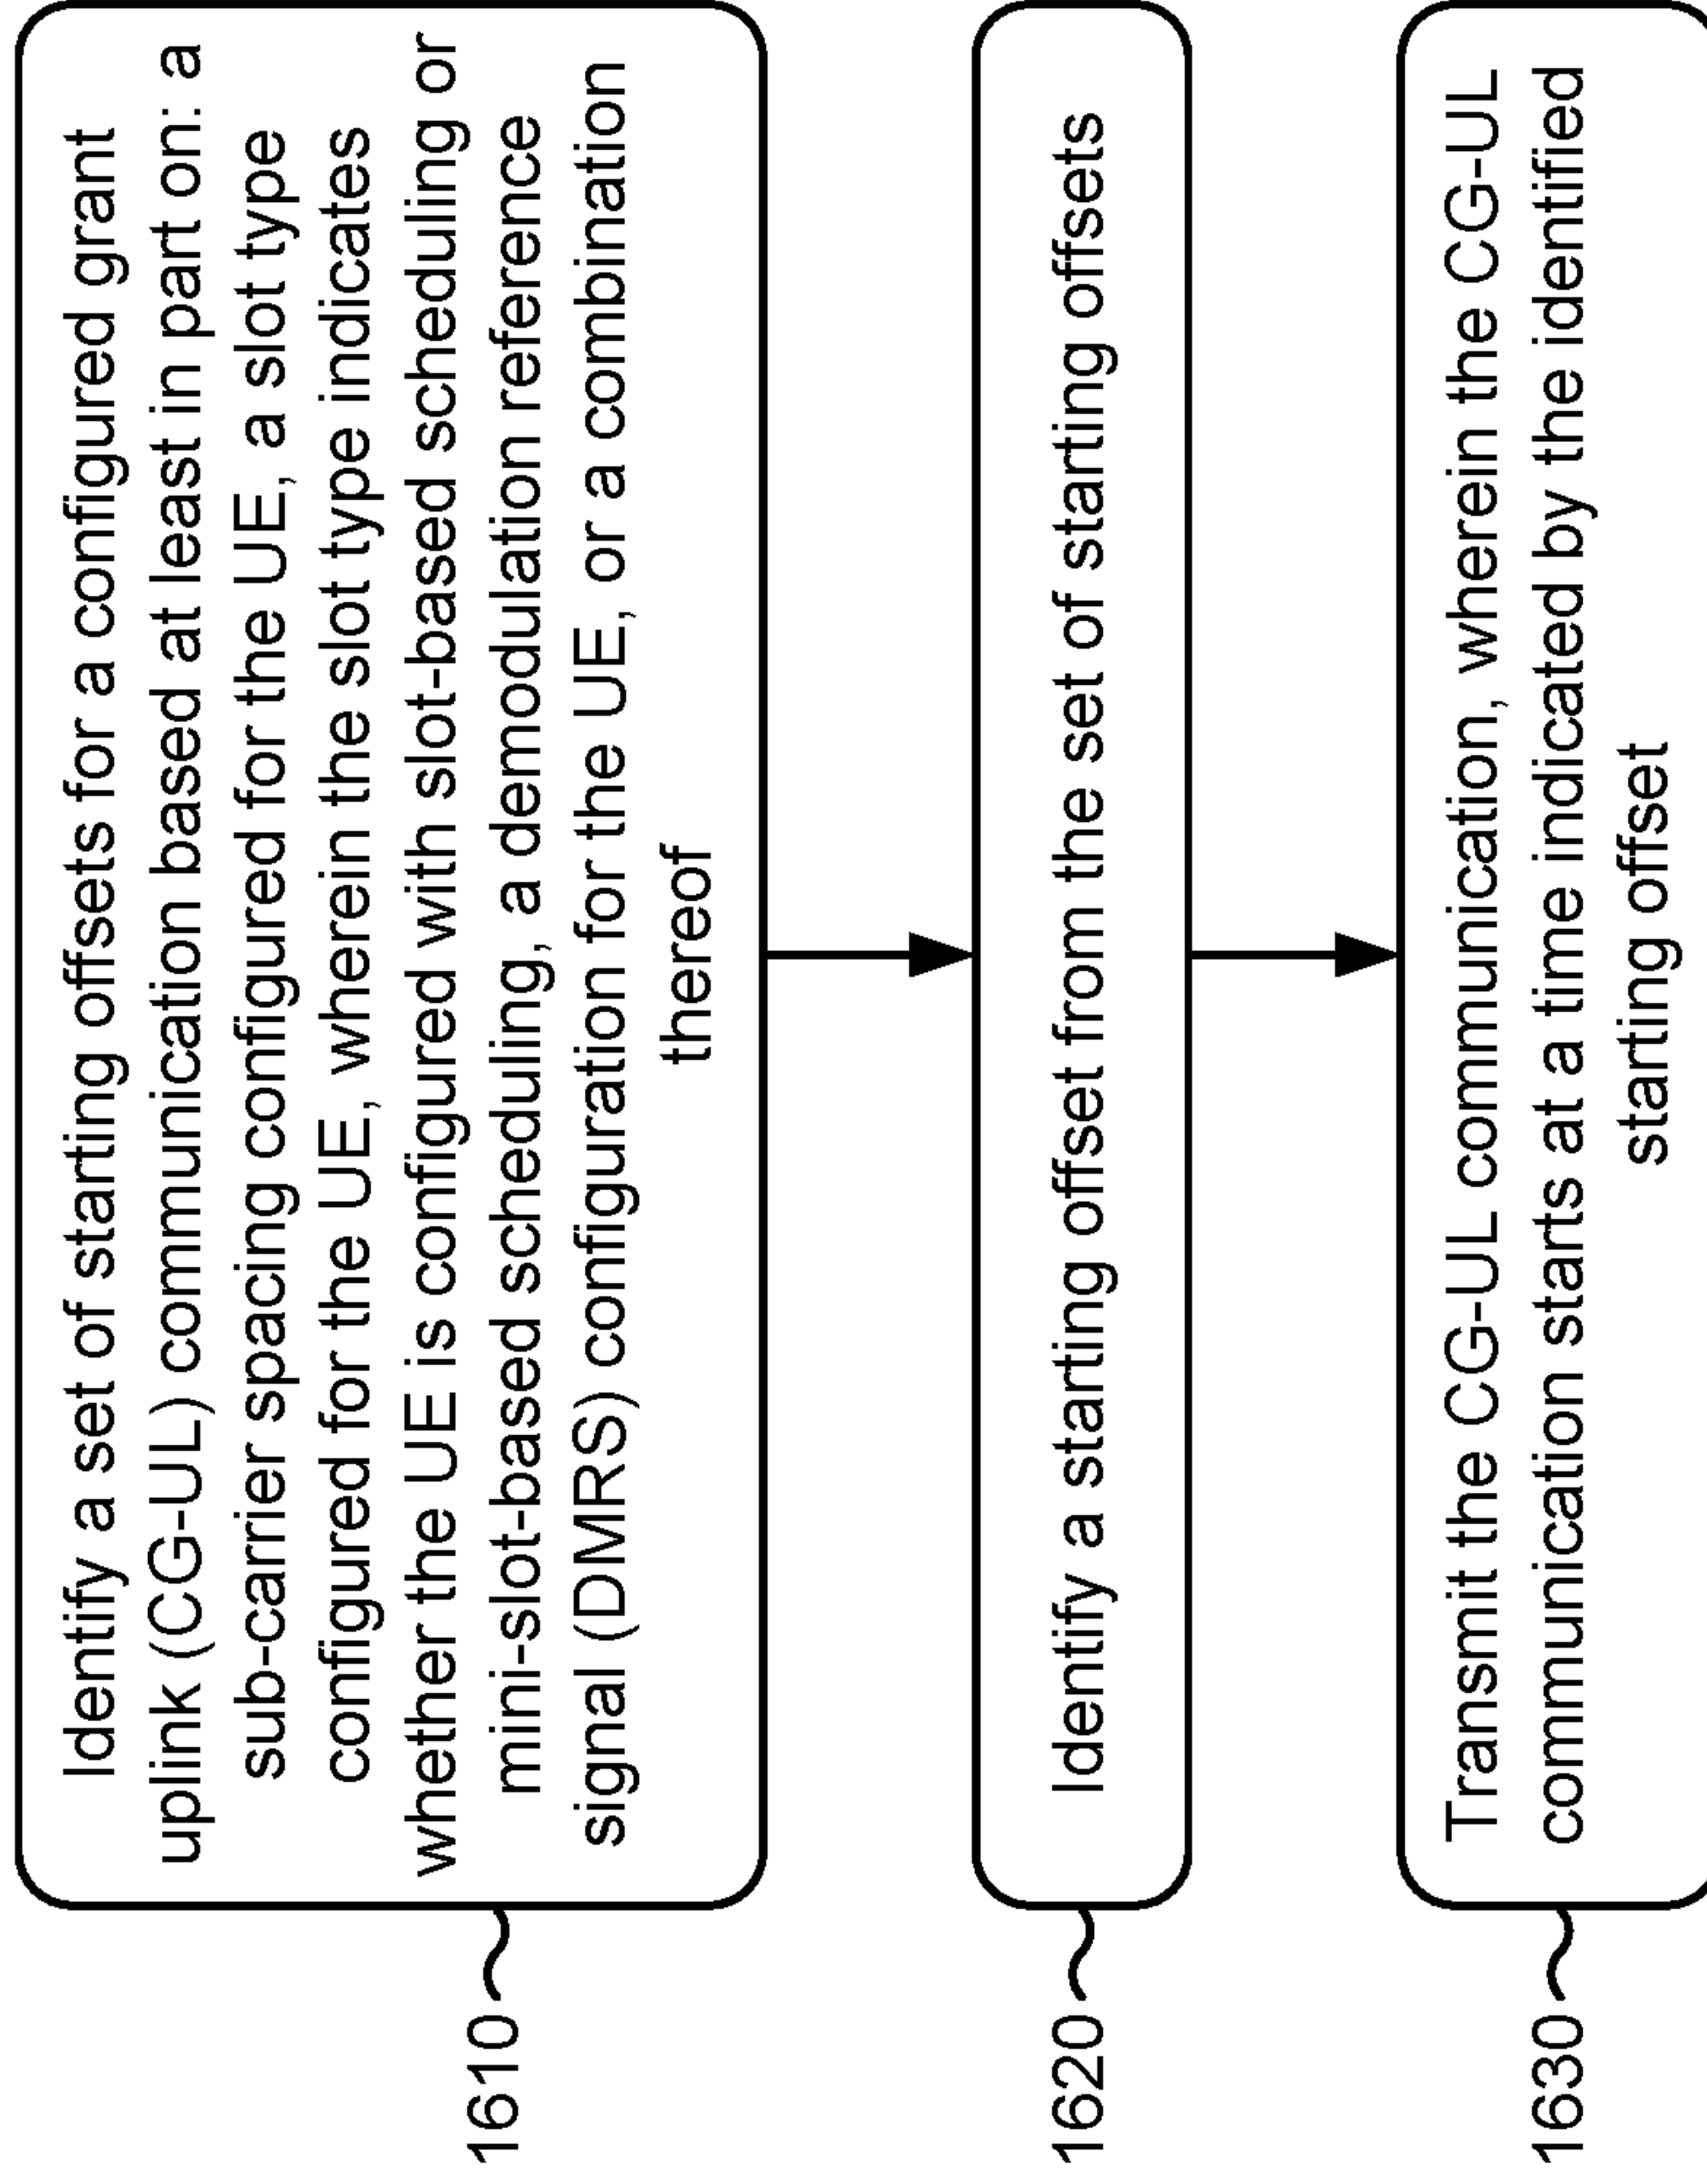 1610
Identify a set of starting offsets for a configured grant
uplink (CG-UL) communication based at least in part on: a
sub-carrier spacing configured for the UE, a slot type
configured for the UE, wherein the slot type indicates
whether the UE is configured with slot-based scheduling or
mini-slot-based scheduling, a demodulation reference
signal (DMRS) configuration for the UE, or a combination
thereof
1620
Identify a starting offset from the set of starting offsets
1630
Transmit the CG-UL communication, wherein the CG-UL
communication starts at a time indicated by the identified
starting offset